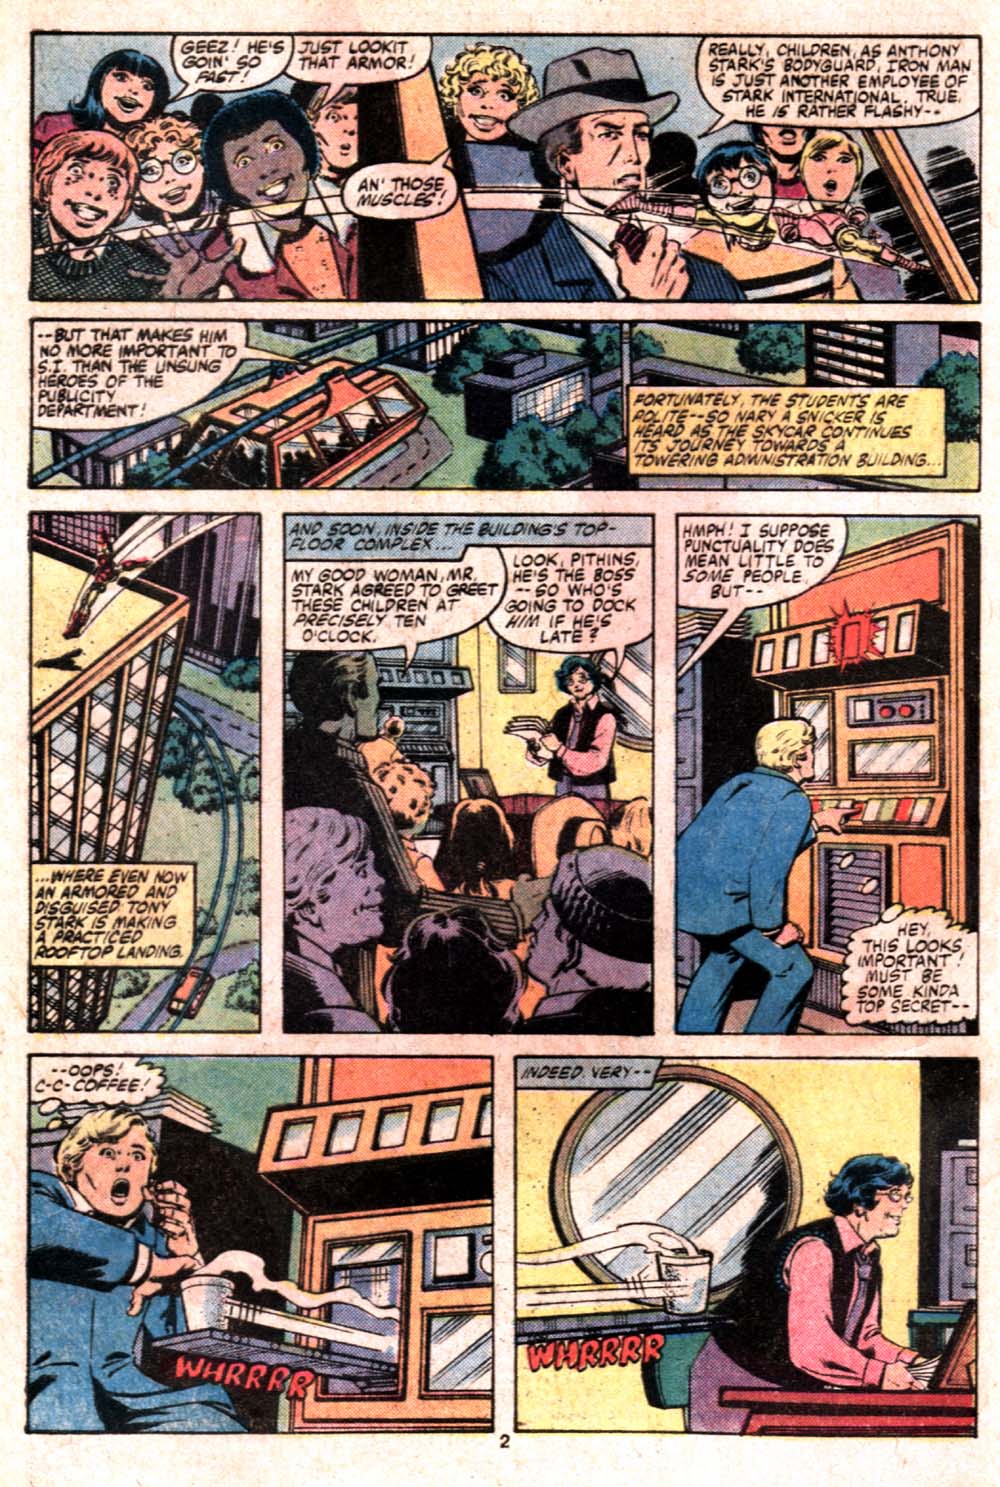 GEEZ! HE'S
GOIN' SO
FAST!
JUST LOOKIT
THAT ARMOR!
AN' THOSE
MUSCLES!
REALLY, CHILDREN, AS ANTHONY
STARK'S BODYGUARD, IRON MAN
IS JUST ANOTHER EMPLOYEE OF
STARK INTERNATIONAL. TRUE,
HE IS RATHER FLASHY--
--BUT THAT MAKES HIM
NO MORE IMPORTANT TO
S.I. THAN THE UNSUNG
HEROES OF THE
PUBLICITY
DEPARTMENT!
FORTUNATELY, THE STUDENTS ARE
POLITE--SO NARY A SNICKER IS
HEARD AS THE SKYCAR CONTINUES
ITS JOURNEY TOWARDS A
TOWERING ADMINISTRATION BUILDING...
...WHERE EVEN NOW
AN ARMORED AND
DISGUISED TONY
STARK IS MAKING
A PRACTICED
ROOFTOP LANDING.
AND SOON, INSIDE THE BUILDING'S TOP-
FLOOR COMPLEX...
MY GOOD WOMAN, MR.
STARK AGREED TO GREET
THESE CHILDREN AT
PRECISELY TEN
O'CLOCK.
LOOK, PITHINS,
HE'S THE BOSS
--SO WHO'S
GOING TO DOCK
HIM IF HE'S
LATE?
HMPH! I SUPPOSE
PUNCTUALITY DOES
MEAN LITTLE TO
SOME PEOPLE,
BUT--
HEY,
THIS LOOKS
IMPORTANT!
MUST BE
SOME KINDA
TOP SECRET--
--OOPS!
C-C-COFFEE!
WHRRRR
INDEED. VERY--
WHRRRR
2